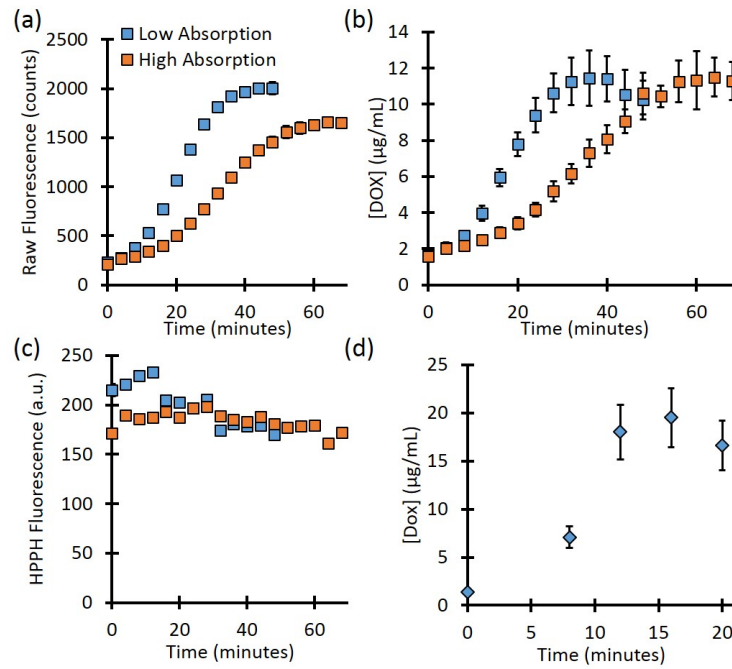 (a)
Low Absorption
High Absorption
Raw Fluorescence (counts)
2500
2000
1500
1000
500
0
0 20 40 60
Time (minutes)
(b)
[DOX] (µg/mL)
14
12
10
8
6
4
2
0
0 20 40 60
Time (minutes)
(c)
HPPH Fluorescence (a.u.)
250
200
150
100
50
0
0 20 40 60
Time (minutes)
(d)
[Dox] (µg/mL)
25
20
15
10
5
0
0 5 10 15 20
Time (minutes)